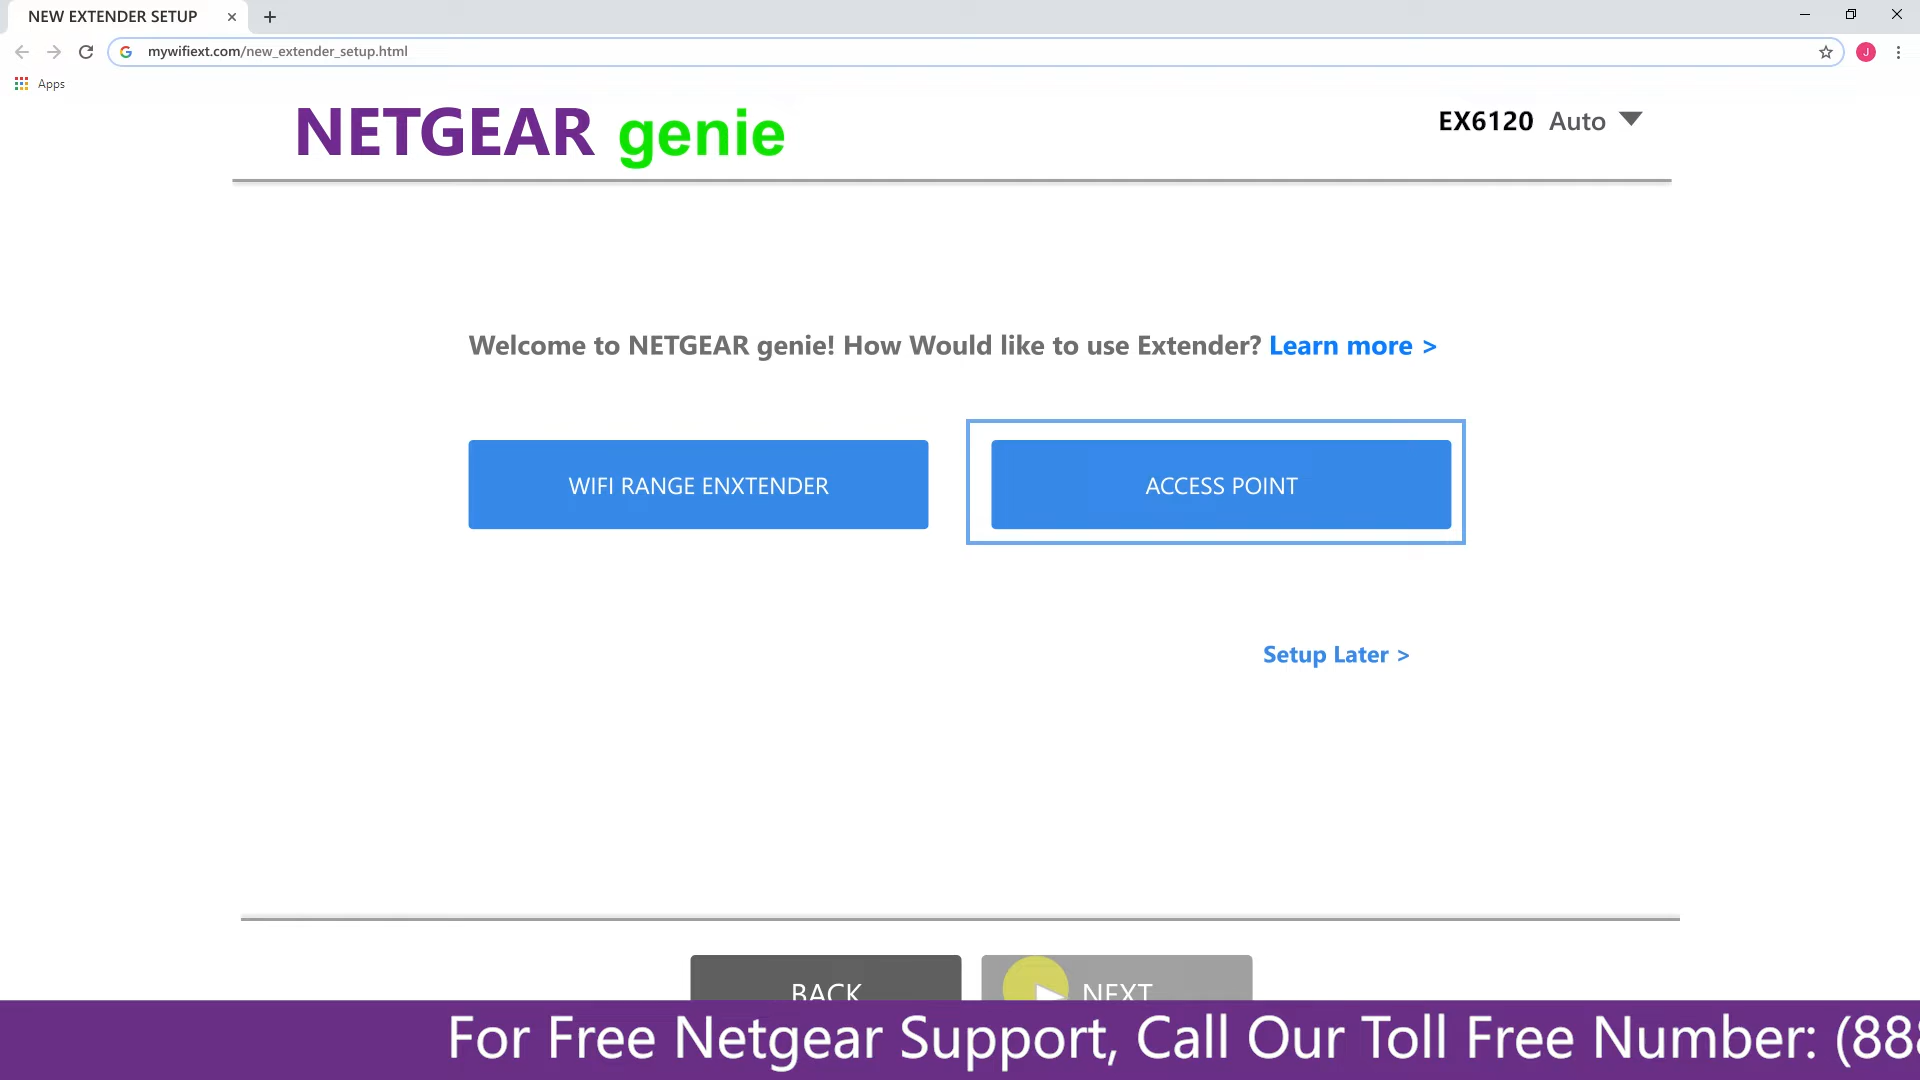 NEW EXTENDER SETUP
mywifiext.com/new_extender_setup.html
J
Apps
NETGEAR genie
EX6120 Auto
Welcome to NETGEAR genie! How Would like to use Extender? Learn more >
WIFI RANGE ENXTENDER
ACCESS POINT
Setup Later >
BACK
NEXT
For Free Netgear Support, Call Our Toll Free Number: (888